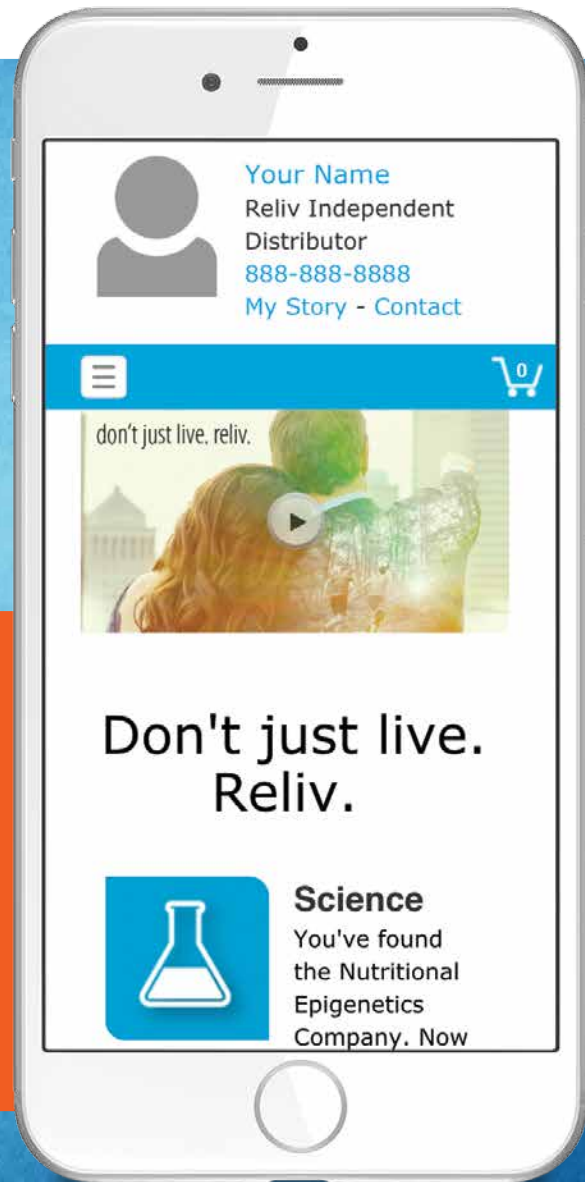 Your Name
Reliv Independent
Distributor
888-888-8888
My Story - Contact
0
don't just live. reliv.
Don't just live.
Reliv.
Science
You've found
the Nutritional
Epigenetics
Company. Now